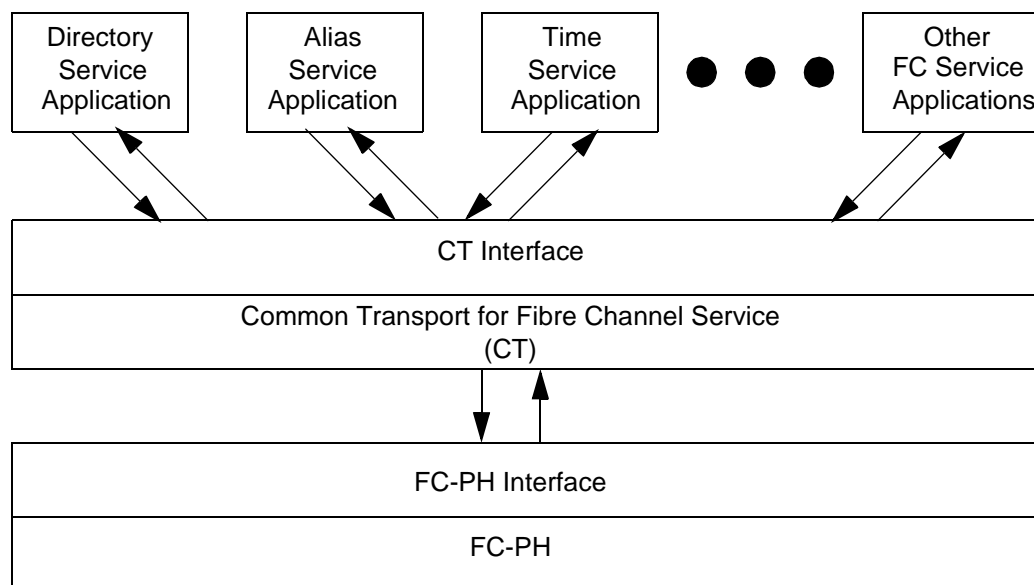 Directory
Service
Application
Alias
Service
Application
Time
Service
Application
Other
FC Service
Applications
CT Interface
Common Transport for Fibre Channel Service
(CT)
FC-PH Interface
FC-PH